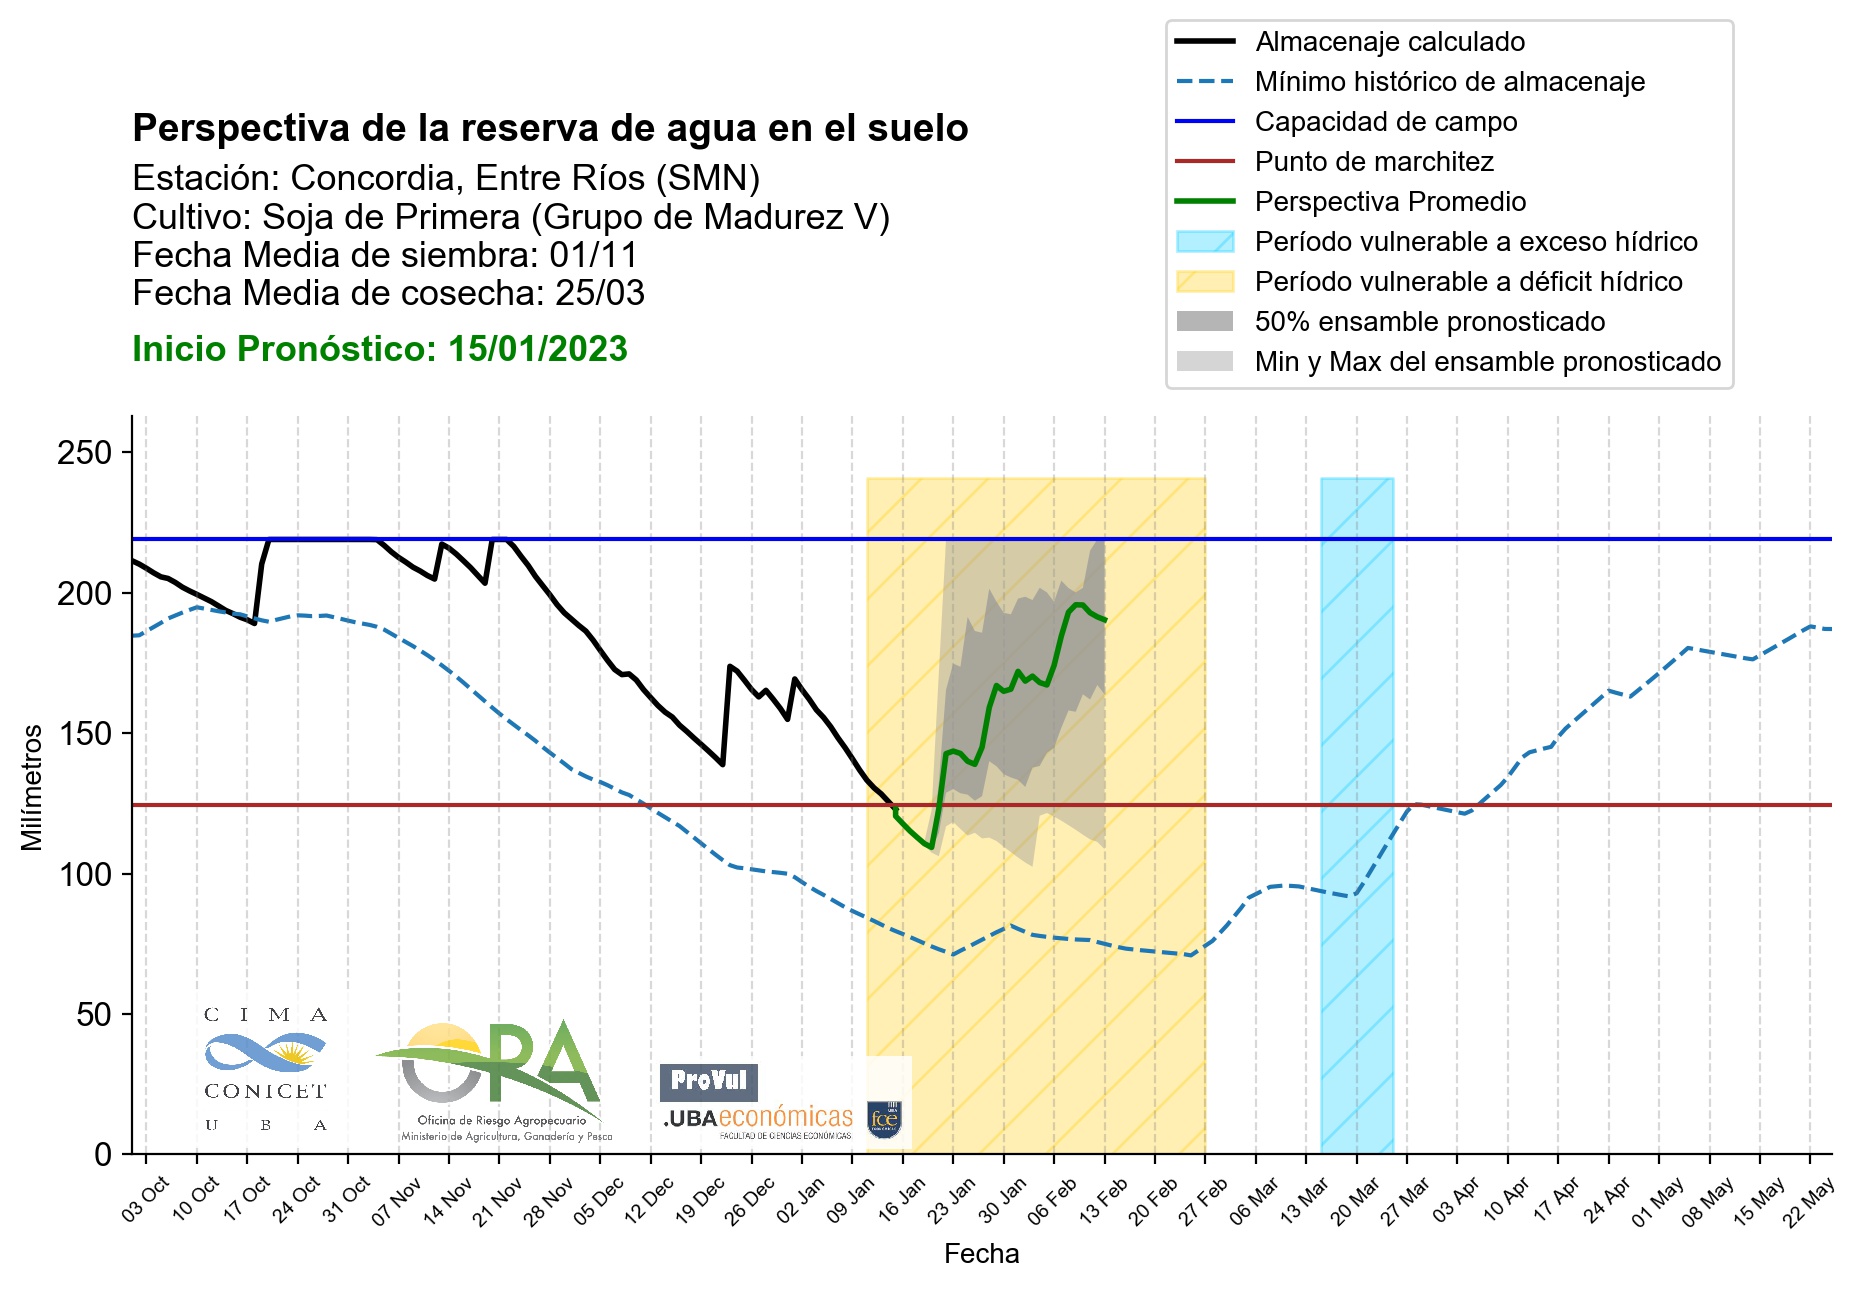 Almacenaje calculado
Mínimo histórico de almacenaje
Capacidad de campo
Punto de marchitez
Perspectiva Promedio
Período vulnerable a exceso hídrico
Período vulnerable a déficit hídrico
50% ensamble pronosticado
Min y Max del ensamble pronosticado
Perspectiva de la reserva de agua en el suelo
Estación: Concordia, Entre Ríos (SMN)
Cultivo: Soja de Primera (Grupo de Madurez V)
Fecha Media de siembra: 01/11
Fecha Media de cosecha: 25/03
Inicio Pronóstico: 15/01/2023
250
200
150
100
50
0
Milímetros
CIMA
CONICET
UBA
ORA
Oficina de Riesgo Agropecuario
Ministerio de Agricultura, Ganadería y Pesca
ProVul
.UBAeconómicas
FACULTAD DE CIENCIAS ECONÓMICAS
UBA
fce
03 Oct
10 Oct
17 Oct
24 Oct
31 Oct
07 Nov
14 Nov
21 Nov
28 Nov
05 Dec
12 Dec
19 Dec
26 Dec
02 Jan
09 Jan
16 Jan
23 Jan
30 Jan
06 Feb
13 Feb
20 Feb
27 Feb
06 Mar
13 Mar
20 Mar
27 Mar
03 Apr
10 Apr
17 Apr
24 Apr
01 May
08 May
15 May
22 May
Fecha